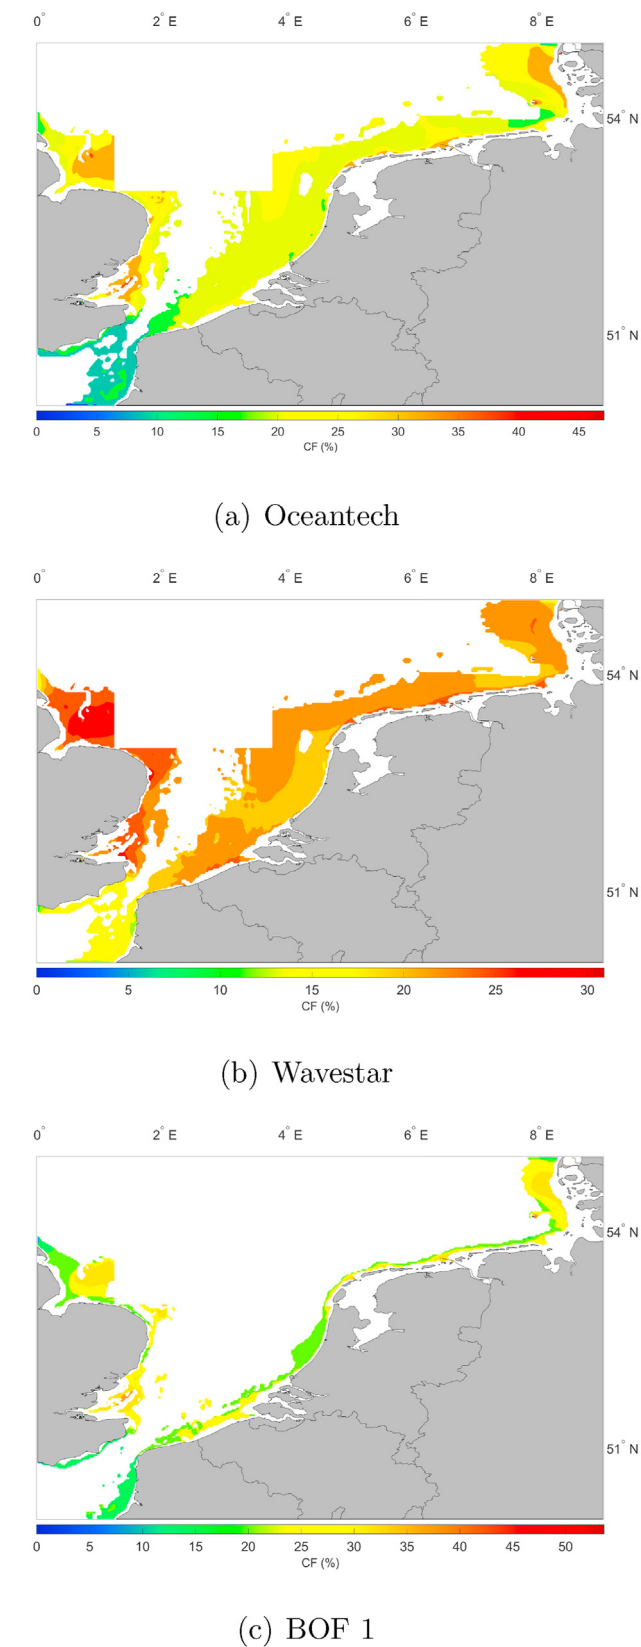 0° 2° E 4° E 6° E 8° E
54° N
51° N
0 5 10 15 20 25 30 35 40 45
CF (%)
(a) Oceantech
0° 2° E 4° E 6° E 8° E
54° N
51° N
0 5 10 15 20 25 30
CF (%)
(b) Wavestar
0° 2° E 4° E 6° E 8° E
54° N
51° N
0 5 10 15 20 25 30 35 40 45 50
CF (%)
(c) BOF 1